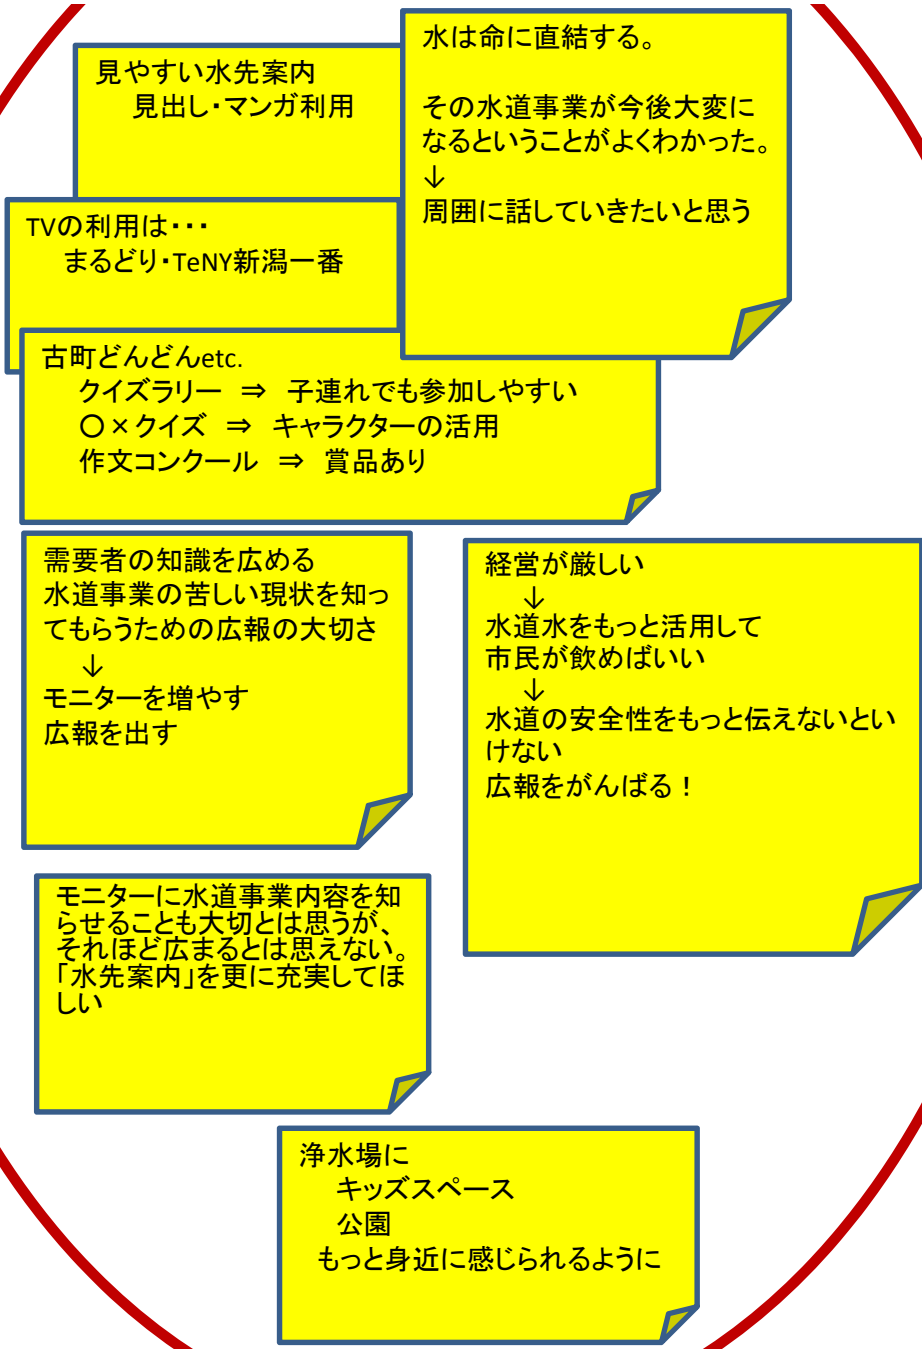 見やすい水先案内
見出し・マンガ利用
水は命に直結する。
その水道事業が今後大変に
なるということがよくわかった。
↓
周囲に話していきたいと思う
TVの利用は・・・
まるどり・TeNY新潟一番
古町どんどんetc.
クイズラリー ⇒ 子連れでも参加しやすい
〇×クイズ ⇒ キャラクターの活用
作文コンクール ⇒ 賞品あり
需要者の知識を広める
水道事業の苦しい現状を知っ
てもらうための広報の大切さ
↓
モニターを増やす
広報を出す
経営が厳しい
↓
水道水をもっと活用して
市民が飲めばいい
↓
水道の安全性をもっと伝えないとい
けない
広報をがんばる！
モニターに水道事業内容を知
らせることも大切とは思うが、
それほど広まるとは思えない。
「水先案内」を更に充実してほ
しい
浄水場に
キッズスペース
公園
もっと身近に感じられるように